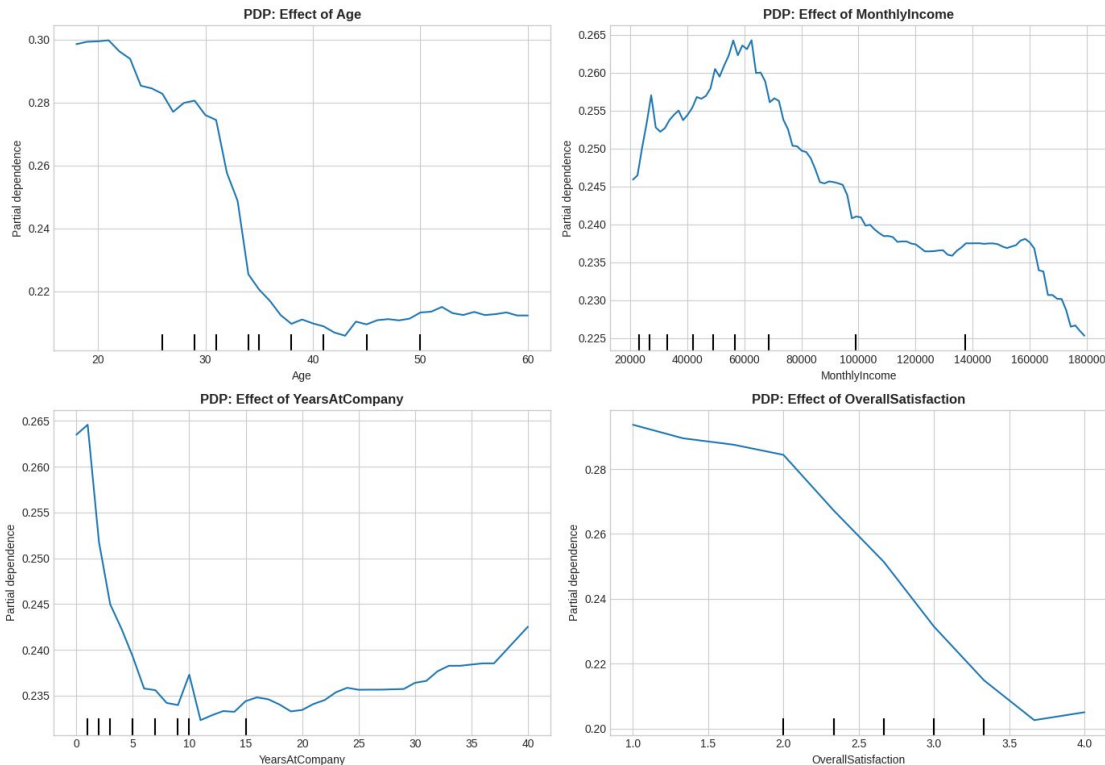 PDP: Effect of Age
Partial dependence
0.30
0.28
0.26
0.24
0.22
20 30 40 50 60
Age
PDP: Effect of MonthlyIncome
Partial dependence
0.265
0.260
0.255
0.250
0.245
0.240
0.235
0.230
0.225
20000 40000 60000 80000 100000 120000 140000 160000 180000
MonthlyIncome
PDP: Effect of YearsAtCompany
Partial dependence
0.265
0.260
0.255
0.250
0.245
0.240
0.235
0 5 10 15 20 25 30 35 40
YearsAtCompany
PDP: Effect of OverallSatisfaction
Partial dependence
0.28
0.26
0.24
0.22
0.20
1.0 1.5 2.0 2.5 3.0 3.5 4.0
OverallSatisfaction